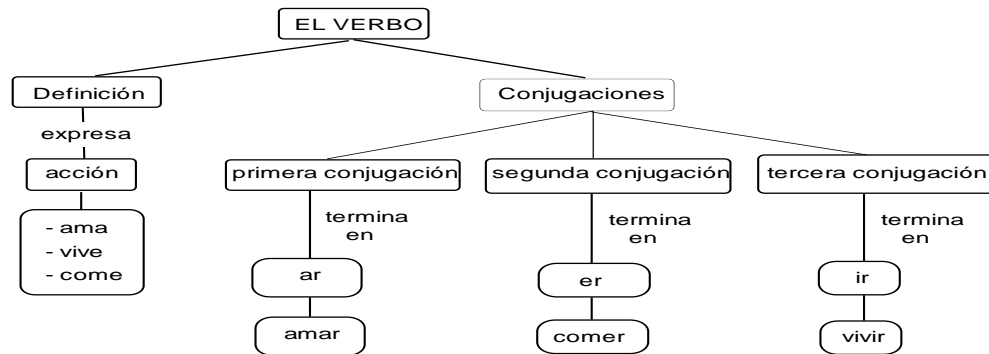 EL VERBO
Definición
Conjugaciones
expresa
acción
primera conjugación
segunda conjugación
tercera conjugación
- ama
- vive
- come
termina
en
termina
en
termina
en
ar
er
ir
amar
comer
vivir